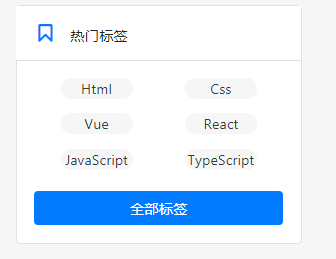 热门标签
Html Css
Vue React
JavaScript TypeScript
全部标签